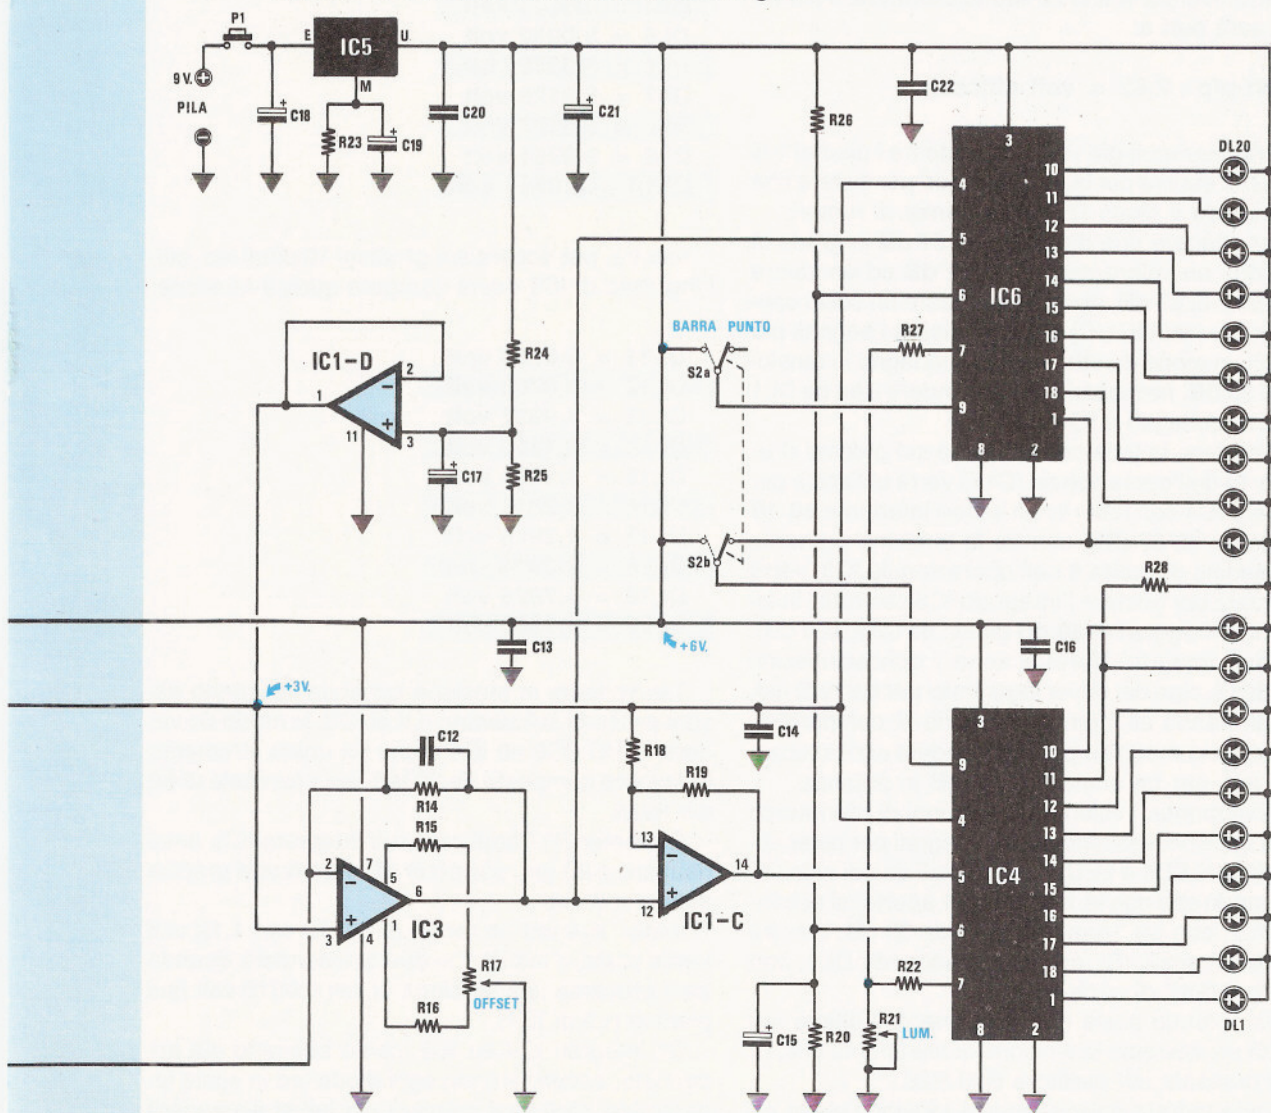 P1
E IC5 U
M
9 V.
PILA
C18
R23
C19
C20
C21
R26
C22
3
DL20
4
5
6
7
9
8
2
IC6
10
11
12
13
14
15
16
17
18
1
R27
BARRA PUNTO
S2a
S2b
IC1-D
1
2
3
11
R24
C17
R25
R28
C13
+6V.
C16
+3V.
C12
R14
R15
R18
R19
C14
2
3
7
5
6
1
4
IC3
R17
OFFSET
R16
13
12
14
IC1-C
3
9
4
5
6
7
8
2
IC4
10
11
12
13
14
15
16
17
18
1
R22
R21
LUM.
C15
R20
DL1